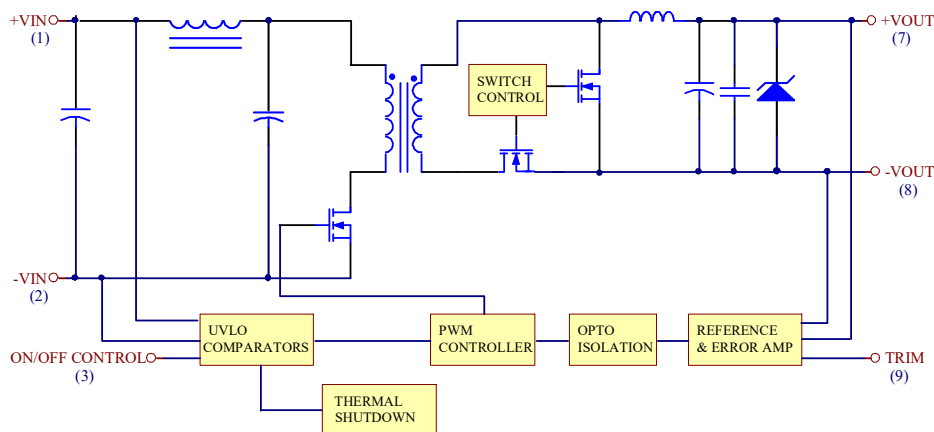 +VIN
(1)
+VOUT
(7)
SWITCH
CONTROL
-VOUT
(8)
-VIN
(2)
UVLO
COMPARATORS
PWM
CONTROLLER
OPTO
ISOLATION
REFERENCE
& ERROR AMP
ON/OFF CONTROL
(3)
TRIM
(9)
THERMAL
SHUTDOWN